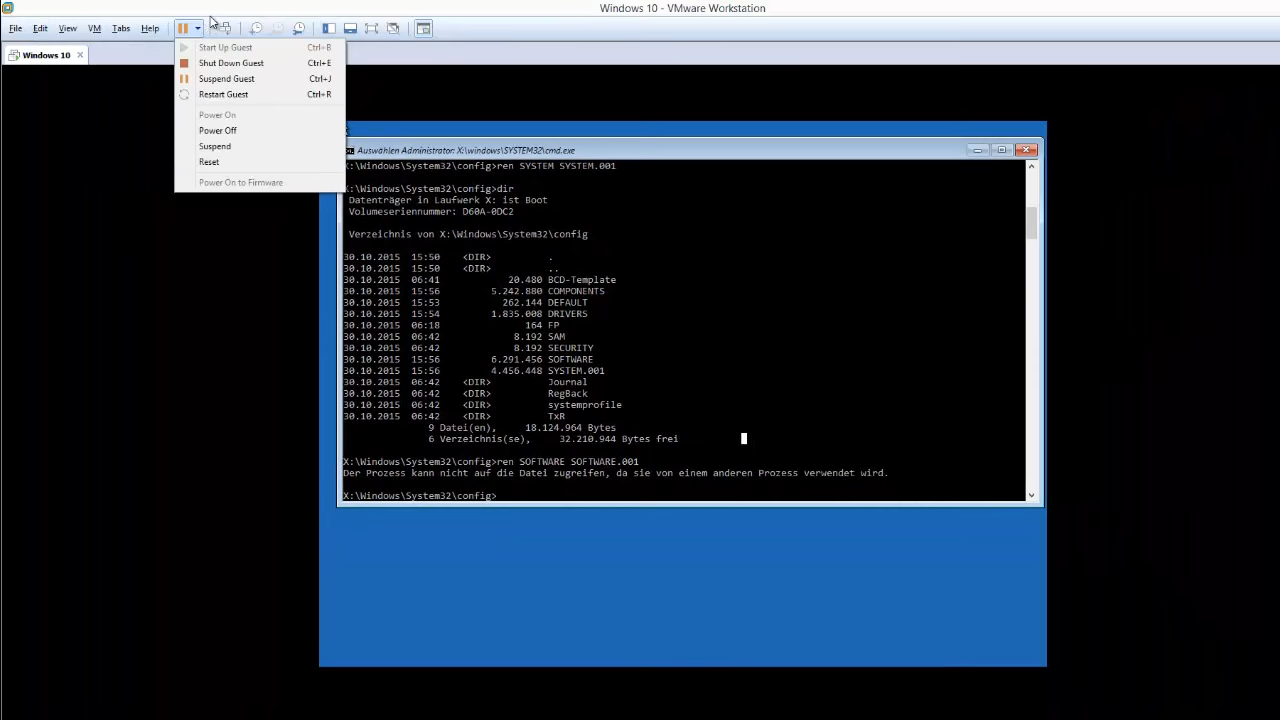 Windows 10 - VMware Workstation
File Edit View VM Tabs Help
Windows 10
Start Up Guest Ctrl+B
Shut Down Guest Ctrl+E
Suspend Guest Ctrl+J
Restart Guest Ctrl+R
Power On
Power Off
Suspend
Reset
Power On to Firmware
Auswählen Administrator: X:\windows\SYSTEM32\cmd.exe
X:\Windows\System32\config>ren SYSTEM SYSTEM.001
X:\Windows\System32\config>dir
Datenträger in Laufwerk X: ist Boot
Volumeseriennummer: D60A-0DC2
Verzeichnis von X:\Windows\System32\config
30.10.2015 15:50 <DIR> .
30.10.2015 15:50 <DIR> ..
30.10.2015 06:41 20.480 BCD-Template
30.10.2015 15:56 5.242.880 COMPONENTS
30.10.2015 15:53 262.144 DEFAULT
30.10.2015 15:54 1.835.008 DRIVERS
30.10.2015 06:18 164 FP
30.10.2015 06:42 8.192 SAM
30.10.2015 06:42 8.192 SECURITY
30.10.2015 15:56 6.291.456 SOFTWARE
30.10.2015 15:56 4.456.448 SYSTEM.001
30.10.2015 06:42 <DIR> Journal
30.10.2015 06:42 <DIR> RegBack
30.10.2015 06:42 <DIR> systemprofile
30.10.2015 06:42 <DIR> TxR
9 Datei(en), 18.124.964 Bytes
6 Verzeichnis(se), 32.210.944 Bytes frei
X:\Windows\System32\config>ren SOFTWARE SOFTWARE.001
Der Prozess kann nicht auf die Datei zugreifen, da sie von einem anderen Prozess verwendet wird.
X:\Windows\System32\config>